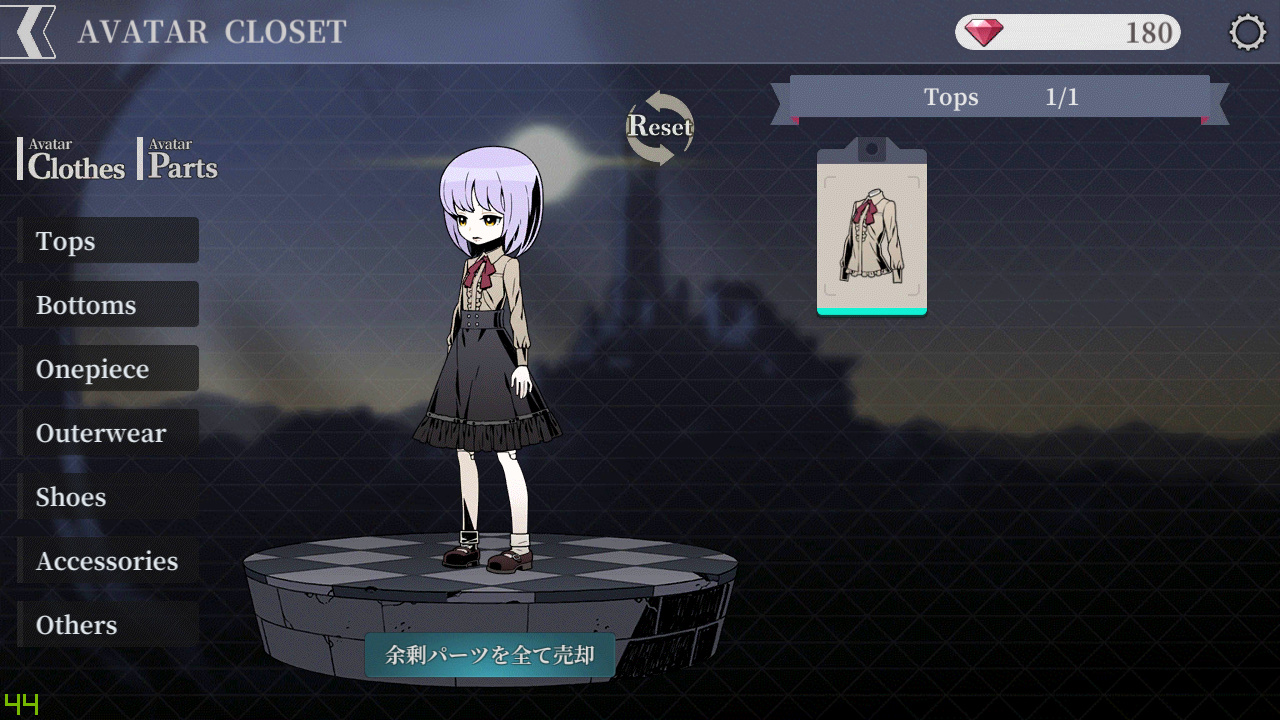 AVATAR CLOSET
180
Tops 1/1
Reset
Avatar Clothes
Avatar Parts
Tops
Bottoms
Onepiece
Outerwear
Shoes
Accessories
Others
余剰パーツを全て売却
44